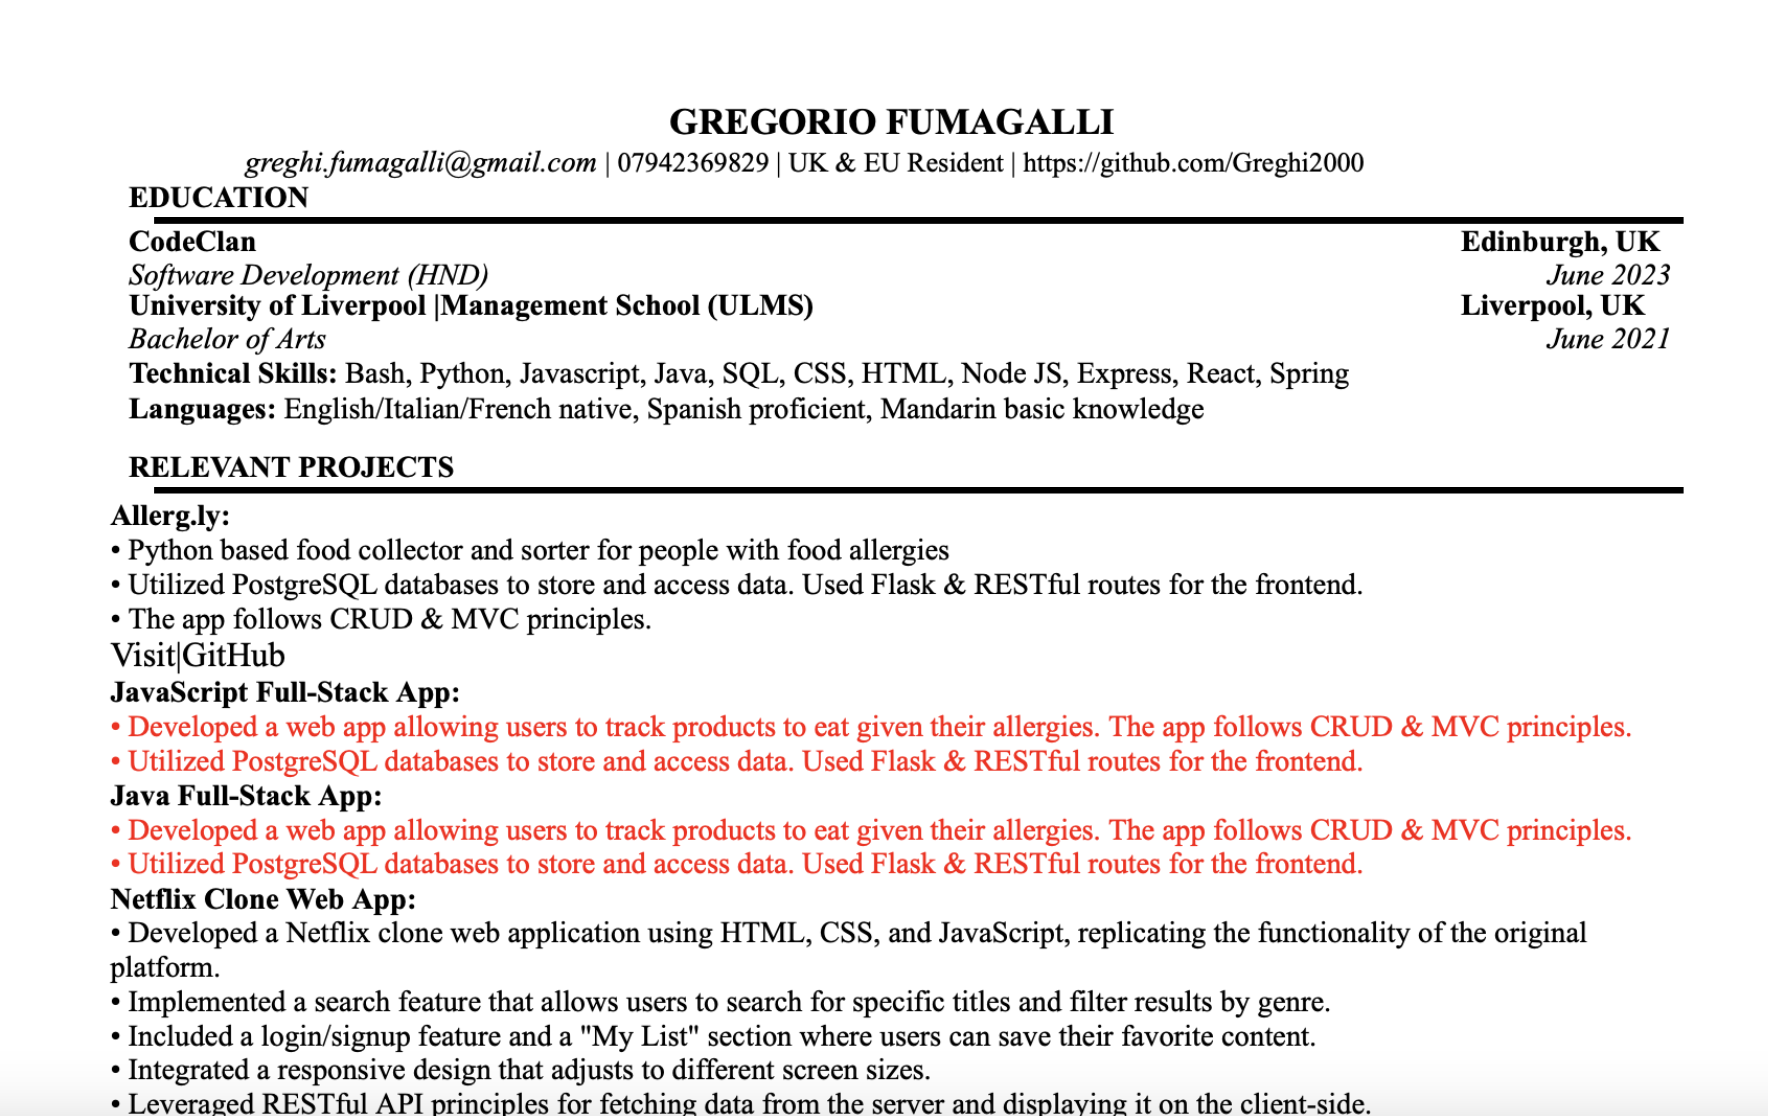 GREGORIO FUMAGALLI
greghi.fumagalli@gmail.com | 07942369829 | UK & EU Resident | https://github.com/Greghi2000
EDUCATION
CodeClan Edinburgh, UK
Software Development (HND) June 2023
University of Liverpool |Management School (ULMS) Liverpool, UK
Bachelor of Arts June 2021
Technical Skills: Bash, Python, Javascript, Java, SQL, CSS, HTML, Node JS, Express, React, Spring
Languages: English/Italian/French native, Spanish proficient, Mandarin basic knowledge
RELEVANT PROJECTS
Allerg.ly:
• Python based food collector and sorter for people with food allergies
• Utilized PostgreSQL databases to store and access data. Used Flask & RESTful routes for the frontend.
• The app follows CRUD & MVC principles.
Visit|GitHub
JavaScript Full-Stack App:
• Developed a web app allowing users to track products to eat given their allergies. The app follows CRUD & MVC principles.
• Utilized PostgreSQL databases to store and access data. Used Flask & RESTful routes for the frontend.
Java Full-Stack App:
• Developed a web app allowing users to track products to eat given their allergies. The app follows CRUD & MVC principles.
• Utilized PostgreSQL databases to store and access data. Used Flask & RESTful routes for the frontend.
Netflix Clone Web App:
• Developed a Netflix clone web application using HTML, CSS, and JavaScript, replicating the functionality of the original
platform.
• Implemented a search feature that allows users to search for specific titles and filter results by genre.
• Included a login/signup feature and a "My List" section where users can save their favorite content.
• Integrated a responsive design that adjusts to different screen sizes.
• Leveraged RESTful API principles for fetching data from the server and displaying it on the client-side.